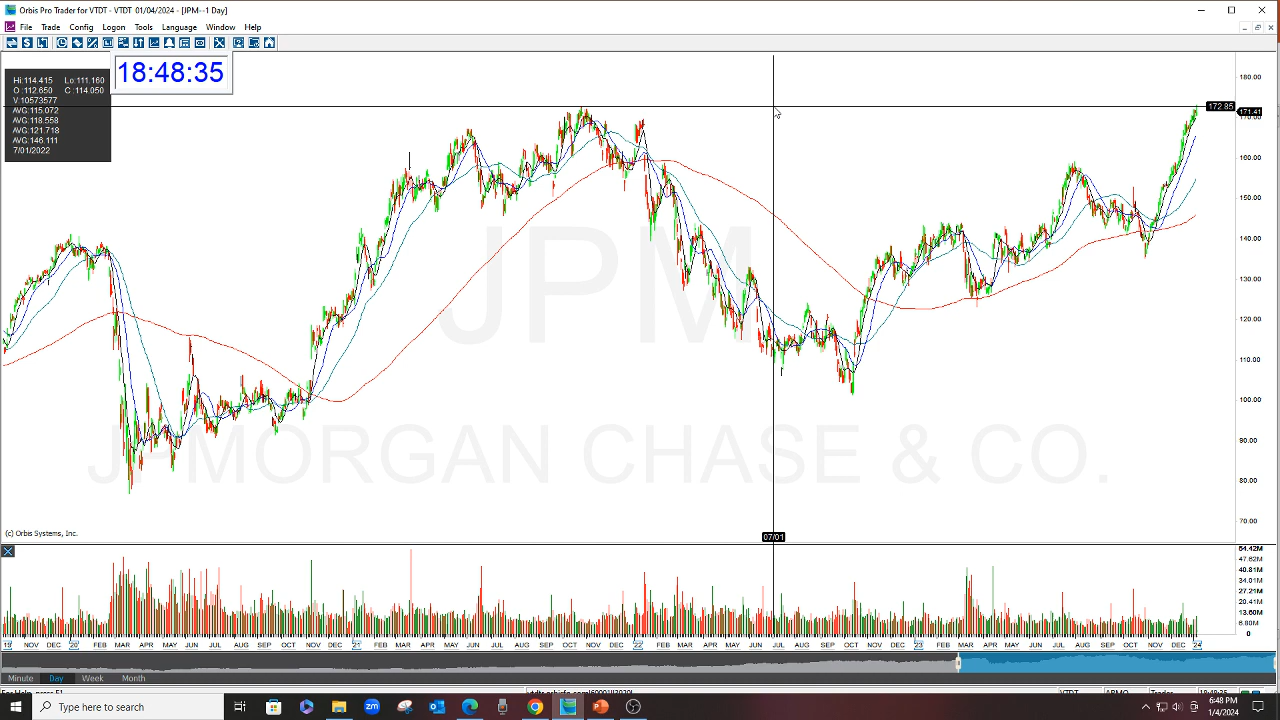 Orbis Pro Trader for VTDT - VTDT 01/04/2024 - [JPM--1 Day]
File Trade Config Logon Tools Language Window Help
18:48:35
Hi:114.415 Lo:111.160
O :112.650 C :114.050
V 10573577
AVG:115.072
AVG:118.558
AVG:121.718
AVG:146.111
7/01/2022
180.00
172.85
171.41
170.00
160.00
150.00
140.00
130.00
120.00
110.00
100.00
90.00
80.00
70.00
JPM
JPMORGAN CHASE & CO.
(c) Orbis Systems, Inc.
07/01
54.42M
47.62M
40.81M
34.01M
27.21M
20.41M
13.60M
6.80M
0
19 NOV DEC 20 FEB MAR APR MAY JUN JUL AUG SEP OCT NOV DEC 21 FEB MAR APR MAY JUN JUL AUG SEP OCT NOV DEC 22 FEB MAR APR MAY JUN JUL AUG SEP OCT NOV DEC 23 FEB MAR APR MAY JUN JUL AUG SEP OCT NOV DEC 24
Minute Day Week Month
VTDT Trader 18:48:35
Type here to search
6:48 PM
1/4/2024